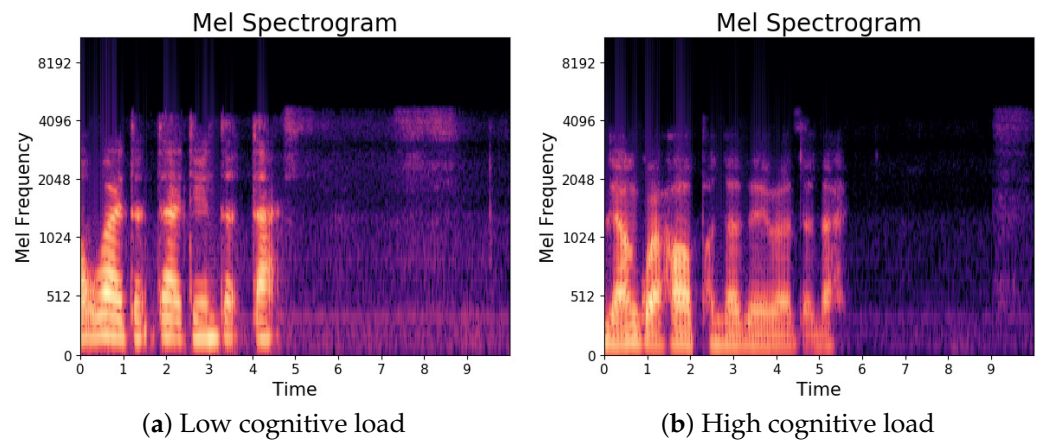 Mel Spectrogram
Mel Frequency
8192
4096
2048
1024
512
0
0 1 2 3 4 5 6 7 8 9
Time
(a) Low cognitive load
Mel Spectrogram
Mel Frequency
8192
4096
2048
1024
512
0
0 1 2 3 4 5 6 7 8 9
Time
(b) High cognitive load